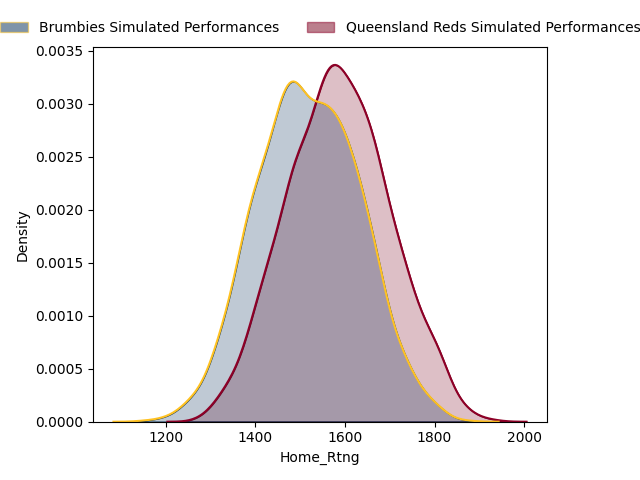 Brumbies Simulated Performances Queensland Reds Simulated Performances
0.0035
0.0030
0.0025
0.0020
0.0015
0.0010
0.0005
0.0000
Density
1200 1400 1600 1800 2000
Home_Rtng